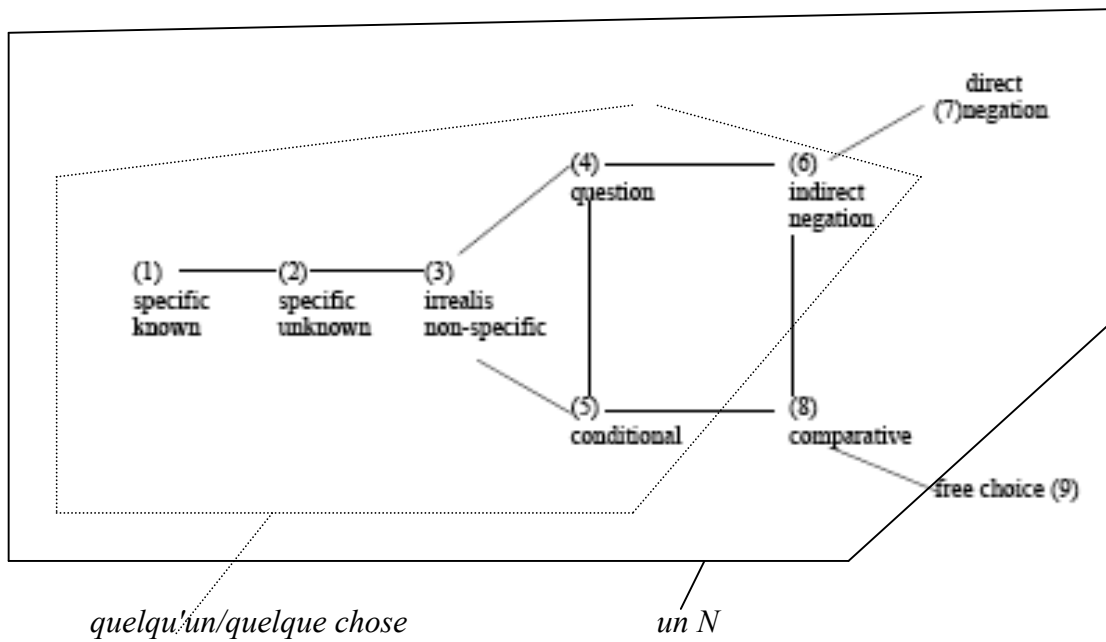 direct
(7)negation
(4)
question
(6)
indirect
negation
(1)
specific
known
(2)
specific
unknown
(3)
irrealis
non-specific
(5)
conditional
(8)
comparative
free choice (9)
quelqu'un/quelque chose
un N